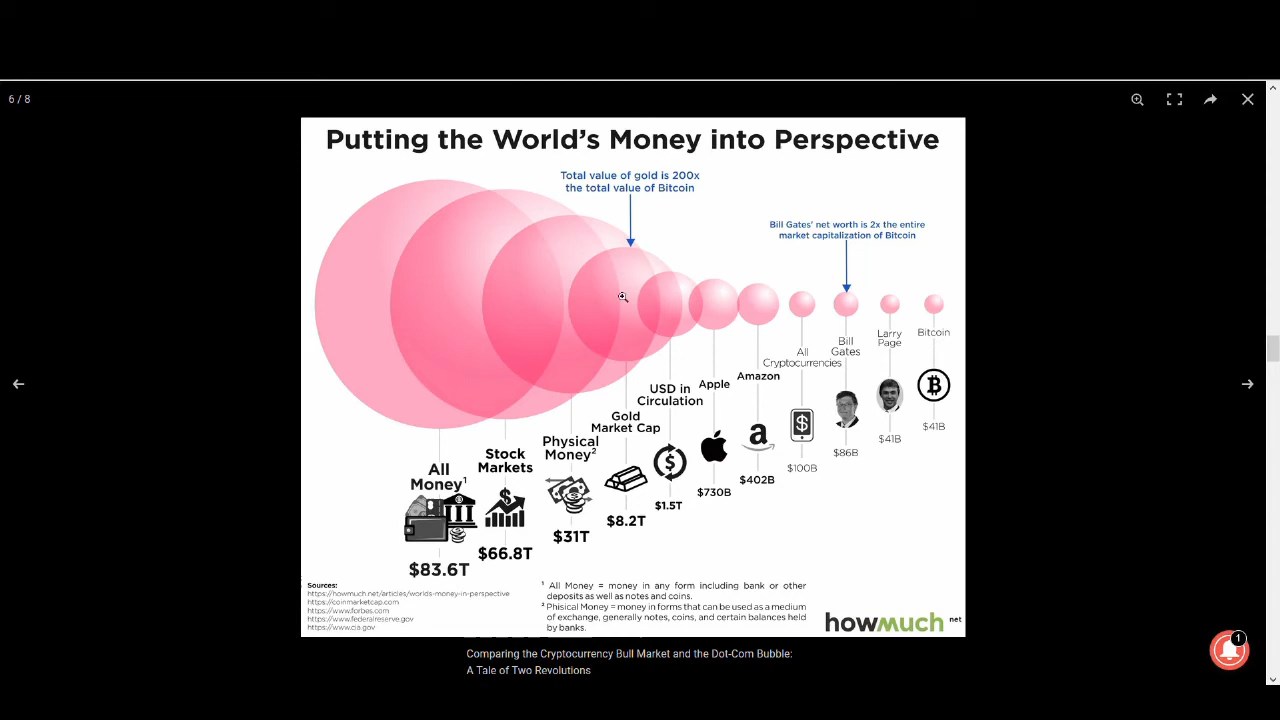 6 / 8
Putting the World's Money into Perspective
Total value of gold is 200x
the total value of Bitcoin
Bill Gates' net worth is 2x the entire
market capitalization of Bitcoin
All
Money¹
$83.6T
Stock
Markets
$66.8T
Physical
Money²
$31T
Gold
Market Cap
$8.2T
USD in
Circulation
$1.5T
Apple
$730B
Amazon
a
$402B
All
Cryptocurrencies
$100B
Bill
Gates
$86B
Larry
Page
$41B
Bitcoin
$41B
Sources:
https://howmuch.net/articles/worlds-money-in-perspective
https://coinmarketcap.com
https://www.forbes.com
https://www.federalreserve.gov
https://www.cia.gov
¹ All Money = money in any form including bank or other
deposits as well as notes and coins.
² Phisical Money = money in forms that can be used as a medium
of exchange, generally notes, coins, and certain balances held
by banks.
howmuch net
Comparing the Cryptocurrency Bull Market and the Dot-Com Bubble:
A Tale of Two Revolutions
1